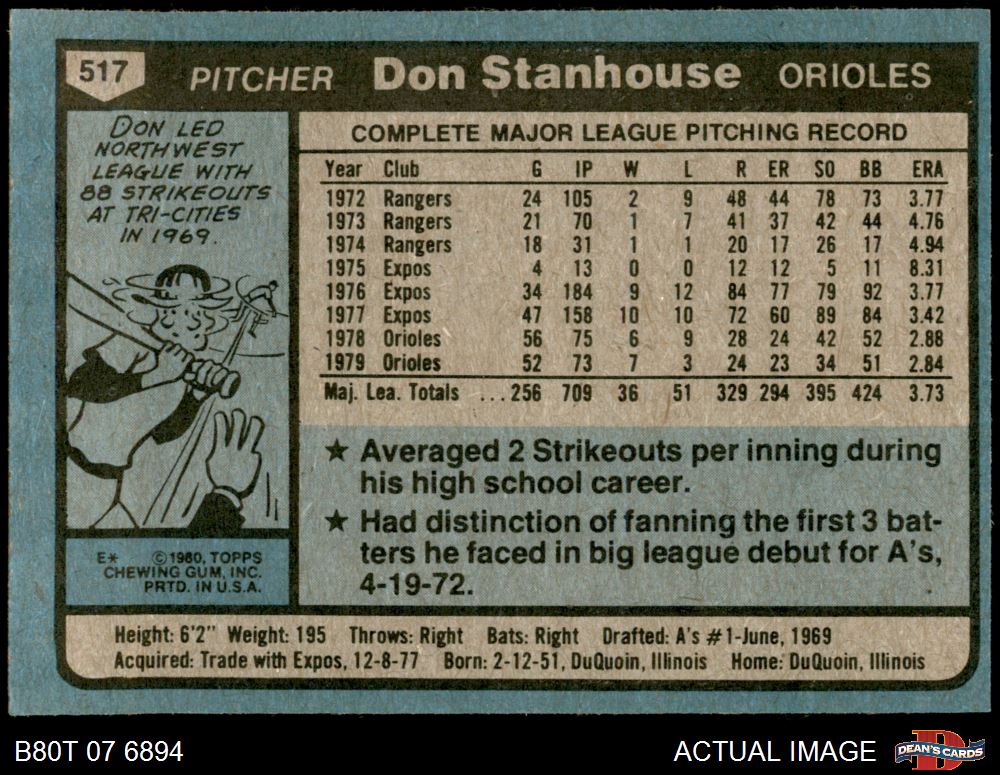 517 PITCHER Don Stanhouse ORIOLES
DON LED
NORTHWEST
LEAGUE WITH
88 STRIKEOUTS
AT TRI-CITIES
IN 1969.
COMPLETE MAJOR LEAGUE PITCHING RECORD
Year Club G IP W L R ER SO BB ERA
1972 Rangers 24 105 2 9 48 44 78 73 3.77
1973 Rangers 21 70 1 7 41 37 42 44 4.76
1974 Rangers 18 31 1 1 20 17 26 17 4.94
1975 Expos 4 13 0 0 12 12 5 11 8.31
1976 Expos 34 184 9 12 84 77 79 92 3.77
1977 Expos 47 158 10 10 72 60 89 84 3.42
1978 Orioles 56 75 6 9 28 24 42 52 2.88
1979 Orioles 52 73 7 3 24 23 34 51 2.84
Maj. Lea. Totals ...256 709 36 51 329 294 395 424 3.73
★ Averaged 2 Strikeouts per inning during
his high school career.
★ Had distinction of fanning the first 3 bat-
ters he faced in big league debut for A's,
4-19-72.
E* ©1980, TOPPS
CHEWING GUM, INC.
PRTD. IN U.S.A.
Height: 6'2" Weight: 195 Throws: Right Bats: Right Drafted: A's #1-June, 1969
Acquired: Trade with Expos, 12-8-77 Born: 2-12-51, DuQuoin, Illinois Home: DuQuoin, Illinois
B80T 07 6894 ACTUAL IMAGE DEAN'S CARDS